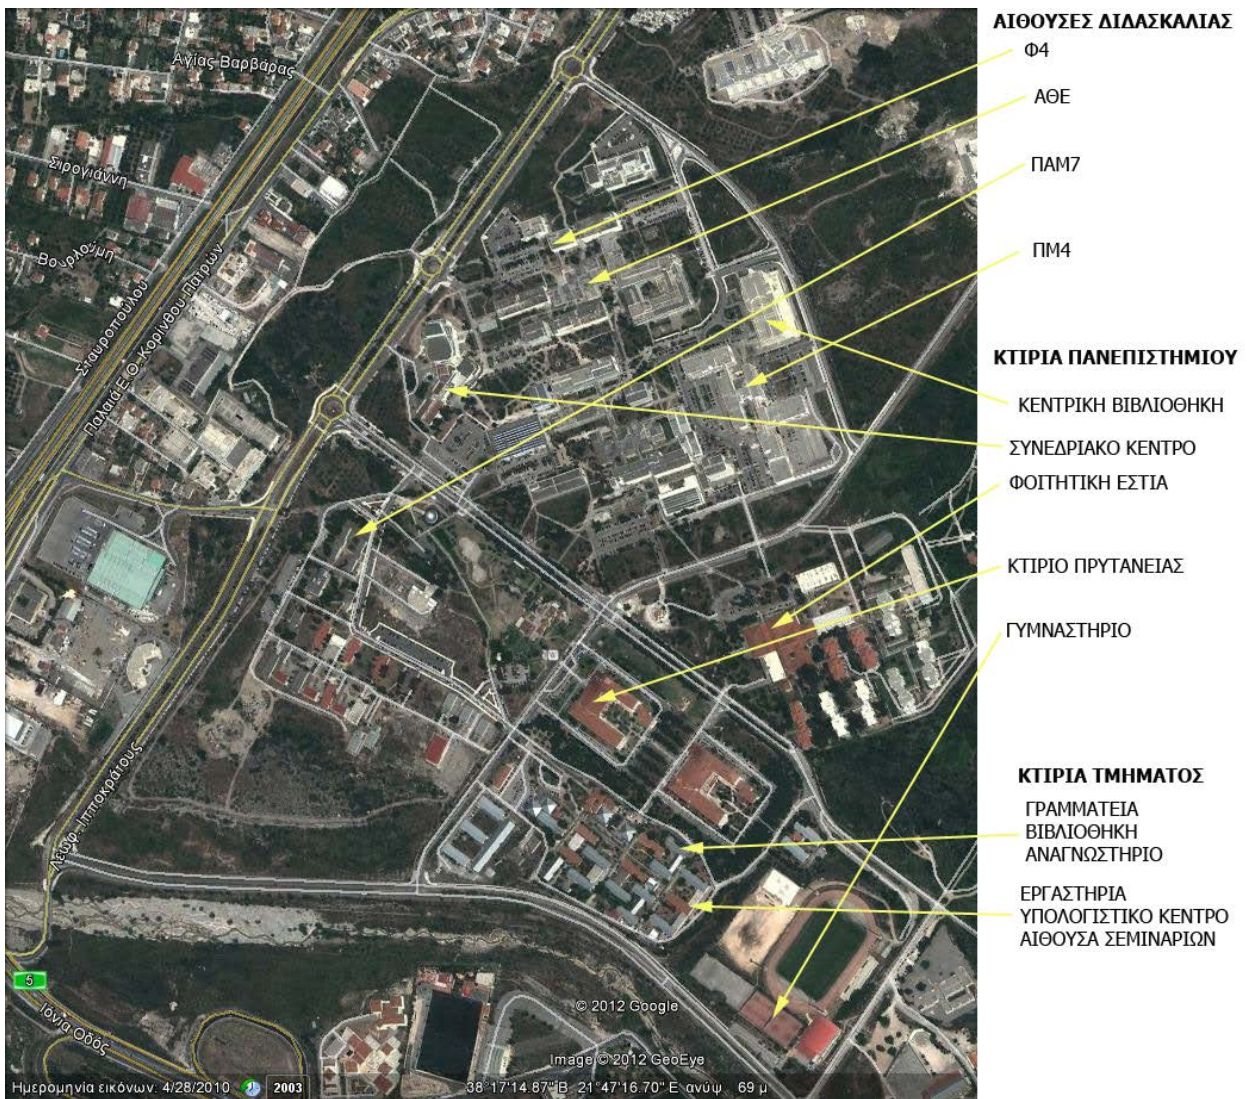 ΑΙΘΟΥΣΕΣ ΔΙΔΑΣΚΑΛΙΑΣ
Φ4
ΑΘΕ
ΠΑΜ7
ΠΜ4
ΚΤΙΡΙΑ ΠΑΝΕΠΙΣΤΗΜΙΟΥ
ΚΕΝΤΡΙΚΗ ΒΙΒΛΙΟΘΗΚΗ
ΣΥΝΕΔΡΙΑΚΟ ΚΕΝΤΡΟ
ΦΟΙΤΗΤΙΚΗ ΕΣΤΙΑ
ΚΤΙΡΙΟ ΠΡΥΤΑΝΕΙΑΣ
ΓΥΜΝΑΣΤΗΡΙΟ
ΚΤΙΡΙΑ ΤΜΗΜΑΤΟΣ
ΓΡΑΜΜΑΤΕΙΑ
ΒΙΒΛΙΟΘΗΚΗ
ΑΝΑΓΝΩΣΤΗΡΙΟ
ΕΡΓΑΣΤΗΡΙΑ
ΥΠΟΛΟΓΙΣΤΙΚΟ ΚΕΝΤΡΟ
ΑΙΘΟΥΣΑ ΣΕΜΙΝΑΡΙΩΝ
Αγίας Βαρβάρας
Σιρογιάννη
Βουρλούμη
Σταυροπούλου
Παλαιά Ε.Ο. Κορίνθου Πατρών
Λεωφ. Ιπποκράτους
5
Ιόνια Οδός
© 2012 Google
Image © 2012 GeoEye
Ημερομηνία εικόνων: 4/28/2010 2003 38°17'14.87" Β 21°47'16.70" Ε ανύψ 69 μ